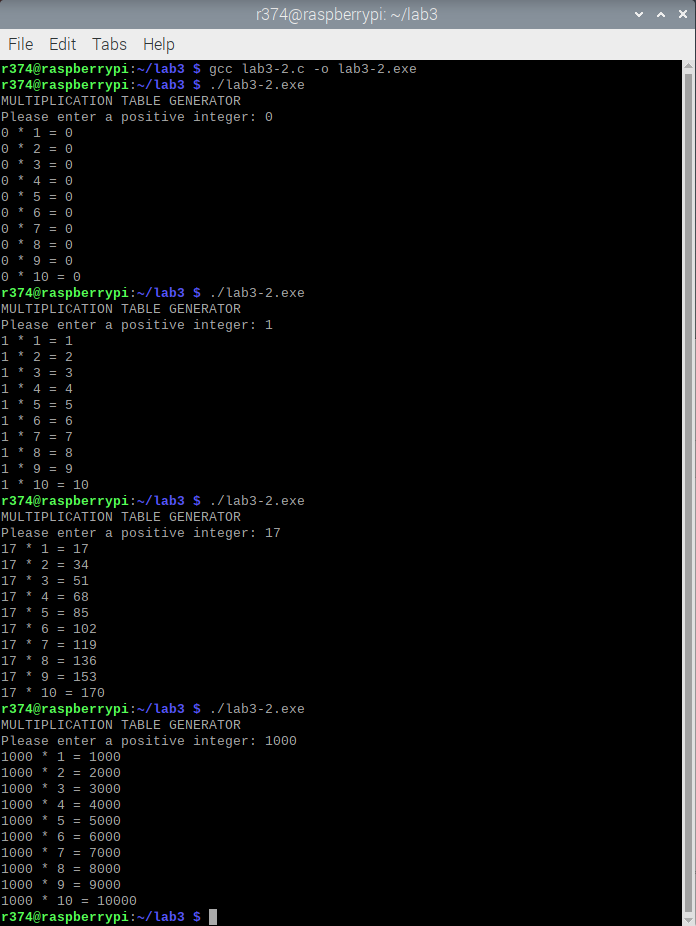 r374@raspberrypi: ~/lab3
File Edit Tabs Help
r374@raspberrypi:~/lab3 $ gcc lab3-2.c -o lab3-2.exe
r374@raspberrypi:~/lab3 $ ./lab3-2.exe
MULTIPLICATION TABLE GENERATOR
Please enter a positive integer: 0
0 * 1 = 0
0 * 2 = 0
0 * 3 = 0
0 * 4 = 0
0 * 5 = 0
0 * 6 = 0
0 * 7 = 0
0 * 8 = 0
0 * 9 = 0
0 * 10 = 0
r374@raspberrypi:~/lab3 $ ./lab3-2.exe
MULTIPLICATION TABLE GENERATOR
Please enter a positive integer: 1
1 * 1 = 1
1 * 2 = 2
1 * 3 = 3
1 * 4 = 4
1 * 5 = 5
1 * 6 = 6
1 * 7 = 7
1 * 8 = 8
1 * 9 = 9
1 * 10 = 10
r374@raspberrypi:~/lab3 $ ./lab3-2.exe
MULTIPLICATION TABLE GENERATOR
Please enter a positive integer: 17
17 * 1 = 17
17 * 2 = 34
17 * 3 = 51
17 * 4 = 68
17 * 5 = 85
17 * 6 = 102
17 * 7 = 119
17 * 8 = 136
17 * 9 = 153
17 * 10 = 170
r374@raspberrypi:~/lab3 $ ./lab3-2.exe
MULTIPLICATION TABLE GENERATOR
Please enter a positive integer: 1000
1000 * 1 = 1000
1000 * 2 = 2000
1000 * 3 = 3000
1000 * 4 = 4000
1000 * 5 = 5000
1000 * 6 = 6000
1000 * 7 = 7000
1000 * 8 = 8000
1000 * 9 = 9000
1000 * 10 = 10000
r374@raspberrypi:~/lab3 $